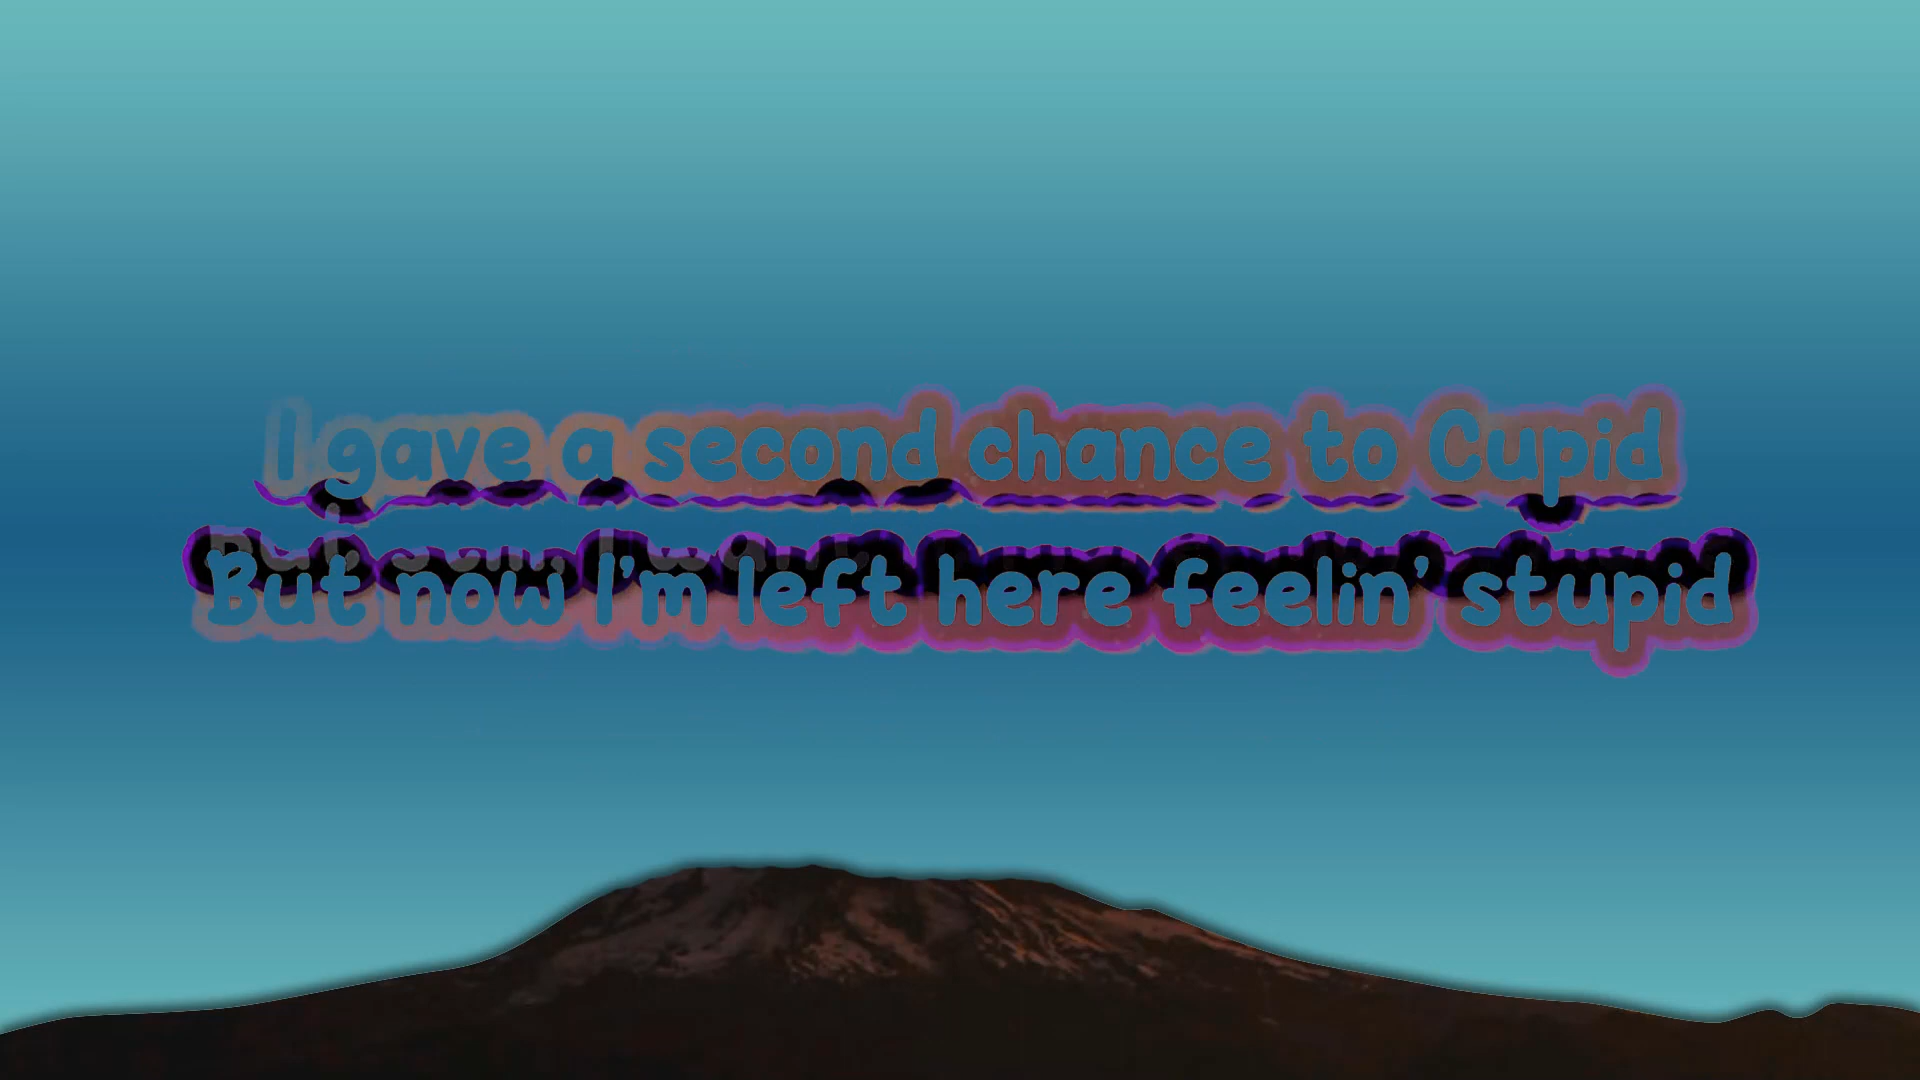 I gave a second chance to Cupid
But now I'm left here feelin' stupid